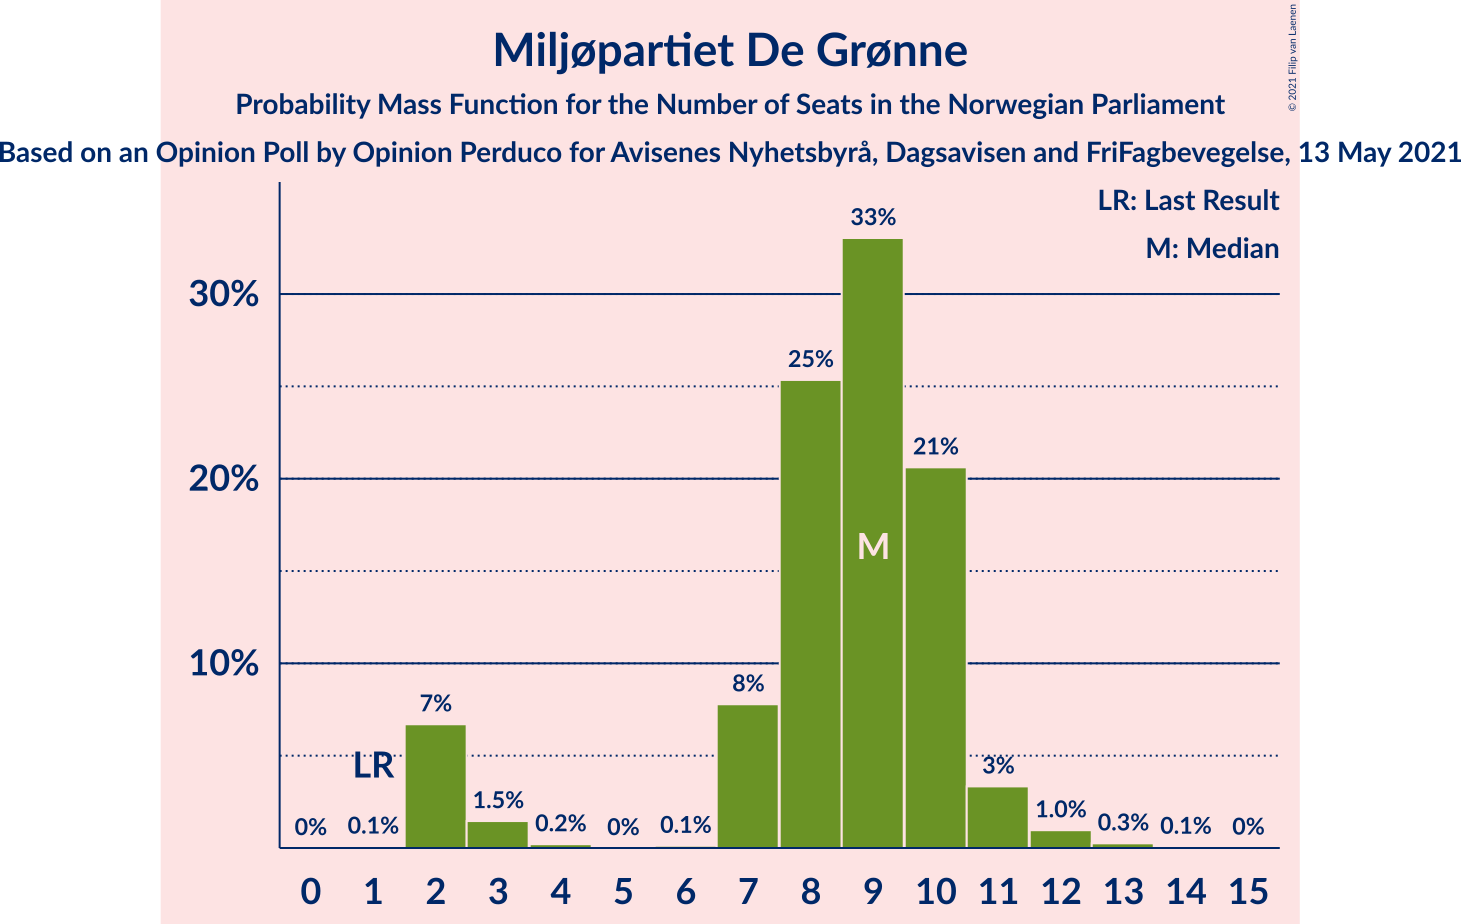 Miljøpartiet De Grønne
Probability Mass Function for the Number of Seats in the Norwegian Parliament
Based on an Opinion Poll by Opinion Perduco for Avisenes Nyhetsbyrå, Dagsavisen and FriFagbevegelse, 13 May 2021
© 2021 Filip van Laenen
LR: Last Result
M: Median
30%
20%
10%
0%
0.1%
7%
1.5%
0.2%
0%
0.1%
8%
25%
33%
21%
3%
1.0%
0.3%
0.1%
0%
LR
M
0 1 2 3 4 5 6 7 8 9 10 11 12 13 14 15